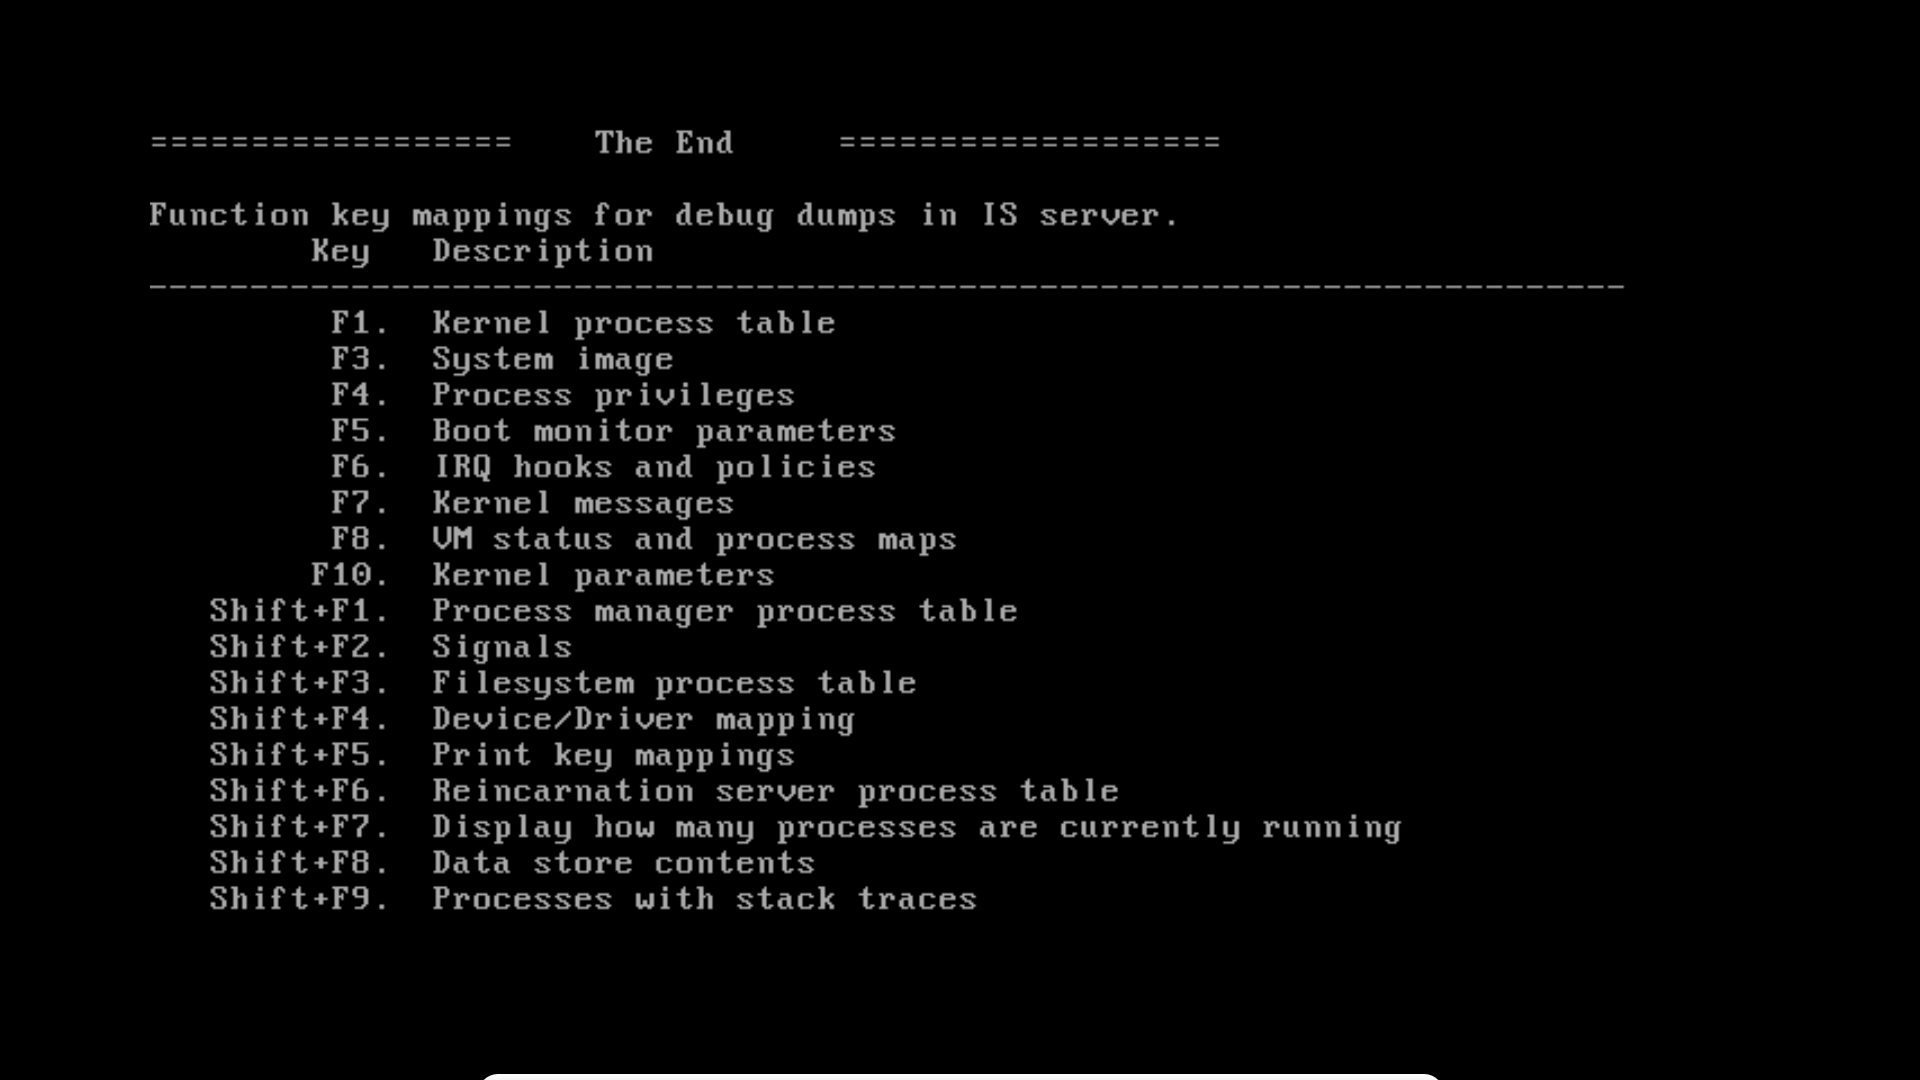 ==================    The End     ===================
Function key mappings for debug dumps in IS server.
        Key   Description
-------------------------------------------------------------------------
         F1.  Kernel process table
         F3.  System image
         F4.  Process privileges
         F5.  Boot monitor parameters
         F6.  IRQ hooks and policies
         F7.  Kernel messages
         F8.  VM status and process maps
        F10.  Kernel parameters
   Shift+F1.  Process manager process table
   Shift+F2.  Signals
   Shift+F3.  Filesystem process table
   Shift+F4.  Device/Driver mapping
   Shift+F5.  Print key mappings
   Shift+F6.  Reincarnation server process table
   Shift+F7.  Display how many processes are currently running
   Shift+F8.  Data store contents
   Shift+F9.  Processes with stack traces